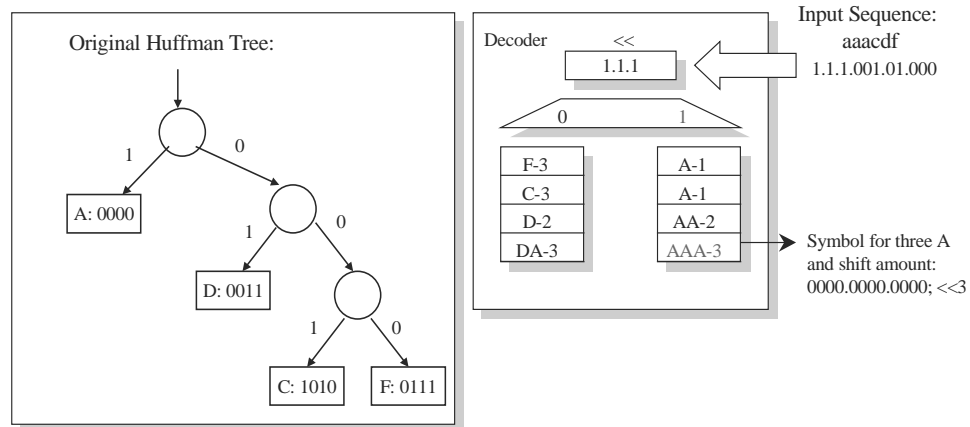 Original Huffman Tree:
1
0
A: 0000
1
0
D: 0011
1
0
C: 1010
F: 0111
Decoder
<<
1.1.1
0
1
F-3
C-3
D-2
DA-3
A-1
A-1
AA-2
AAA-3
Input Sequence:
aaacdf
1.1.1.001.01.000
Symbol for three A
and shift amount:
0000.0000.0000; <<3